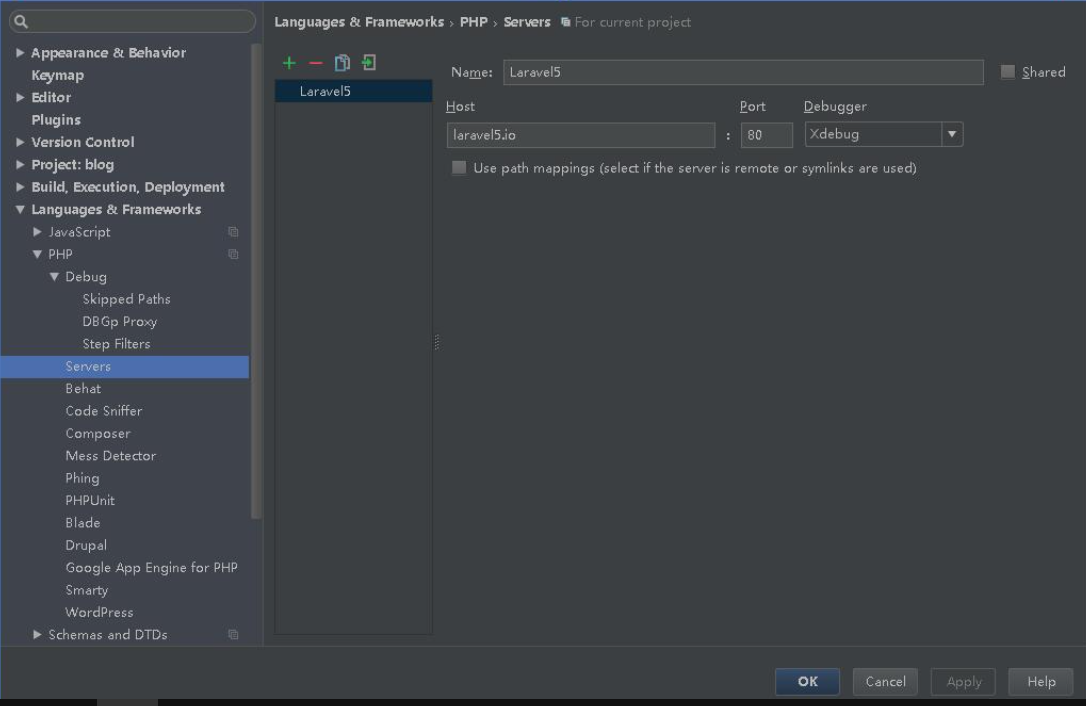 Languages & Frameworks › PHP › Servers For current project
Appearance & Behavior
Keymap
Editor
Plugins
Version Control
Project: blog
Build, Execution, Deployment
Languages & Frameworks
JavaScript
PHP
Debug
Skipped Paths
DBGp Proxy
Step Filters
Servers
Behat
Code Sniffer
Composer
Mess Detector
Phing
PHPUnit
Blade
Drupal
Google App Engine for PHP
Smarty
WordPress
Schemas and DTDs
Laravel5
Name: Laravel5 Shared
Host Port Debugger
laravel5.io : 80 Xdebug
Use path mappings (select if the server is remote or symlinks are used)
OK Cancel Apply Help